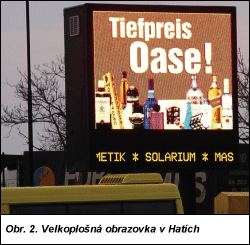 Tiefpreis
Oase!
METIK * SOLARIUM * MAS
Obr. 2. Velkoplošná obrazovka v Hatích